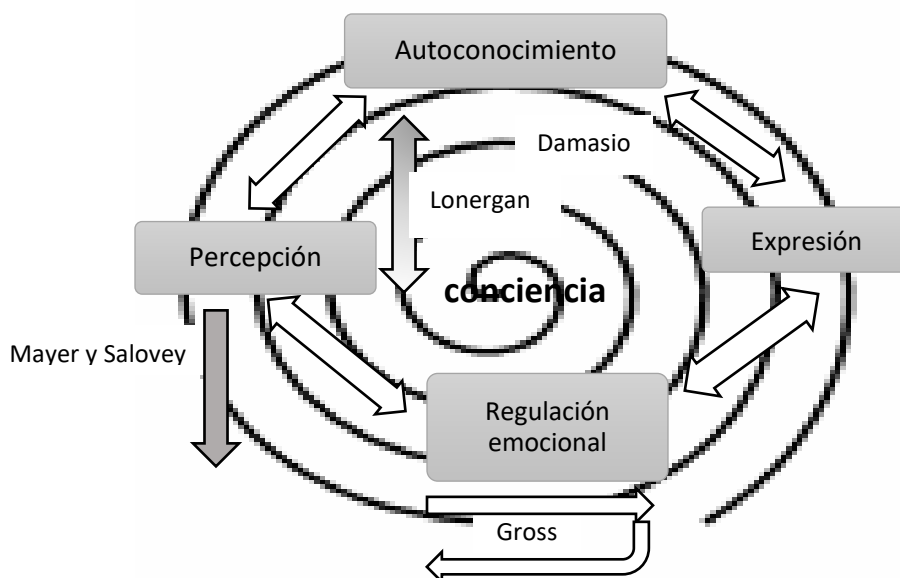 Autoconocimiento
Damasio
Lonergan
Percepción
Expresión
conciencia
Mayer y Salovey
Regulación
emocional
Gross